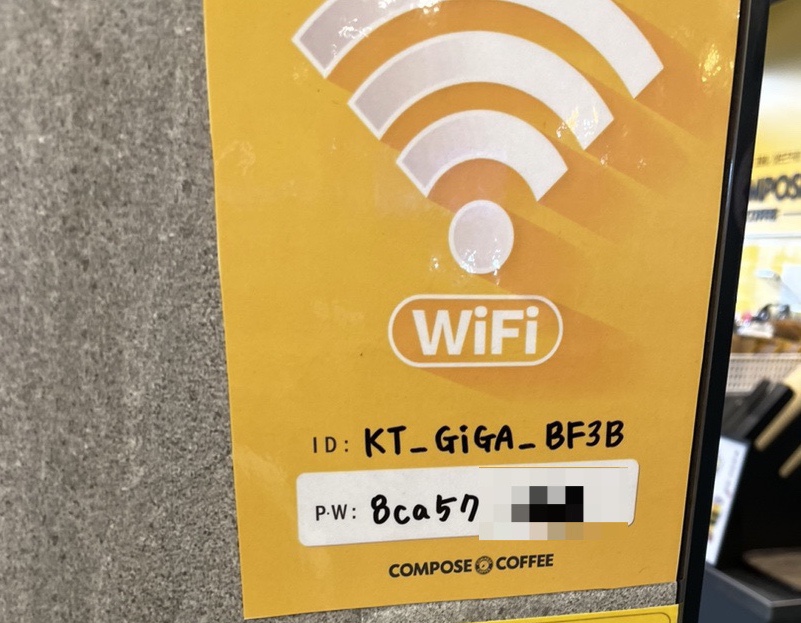 WiFi
ID: KT_GiGA_BF3B
P·W: 8ca57
COMPOSE COFFEE